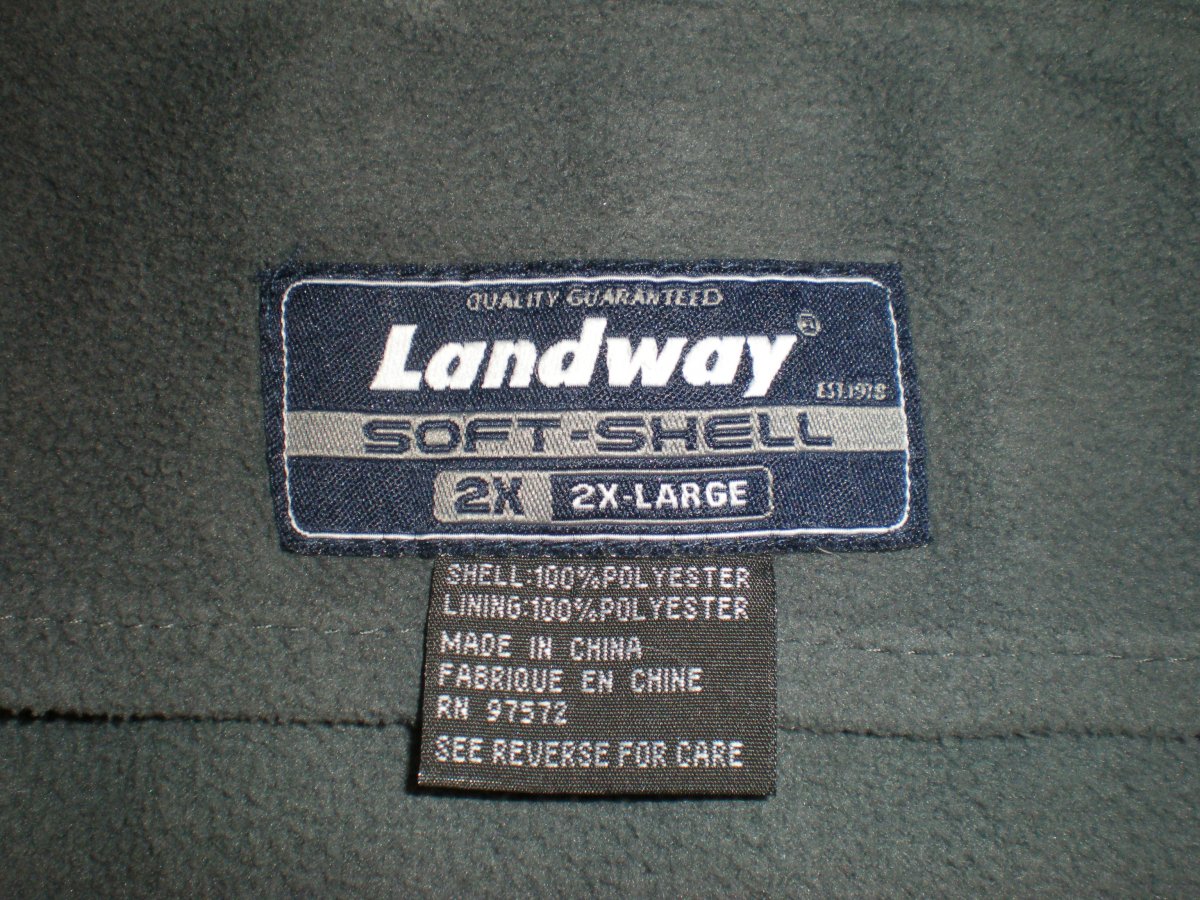 QUALITY GUARANTEED
Landway®
EST.1978
SOFT-SHELL
2X 2X-LARGE
SHELL:100%POLYESTER
LINING:100%POLYESTER
MADE IN CHINA
FABRIQUE EN CHINE
RN 97572
SEE REVERSE FOR CARE